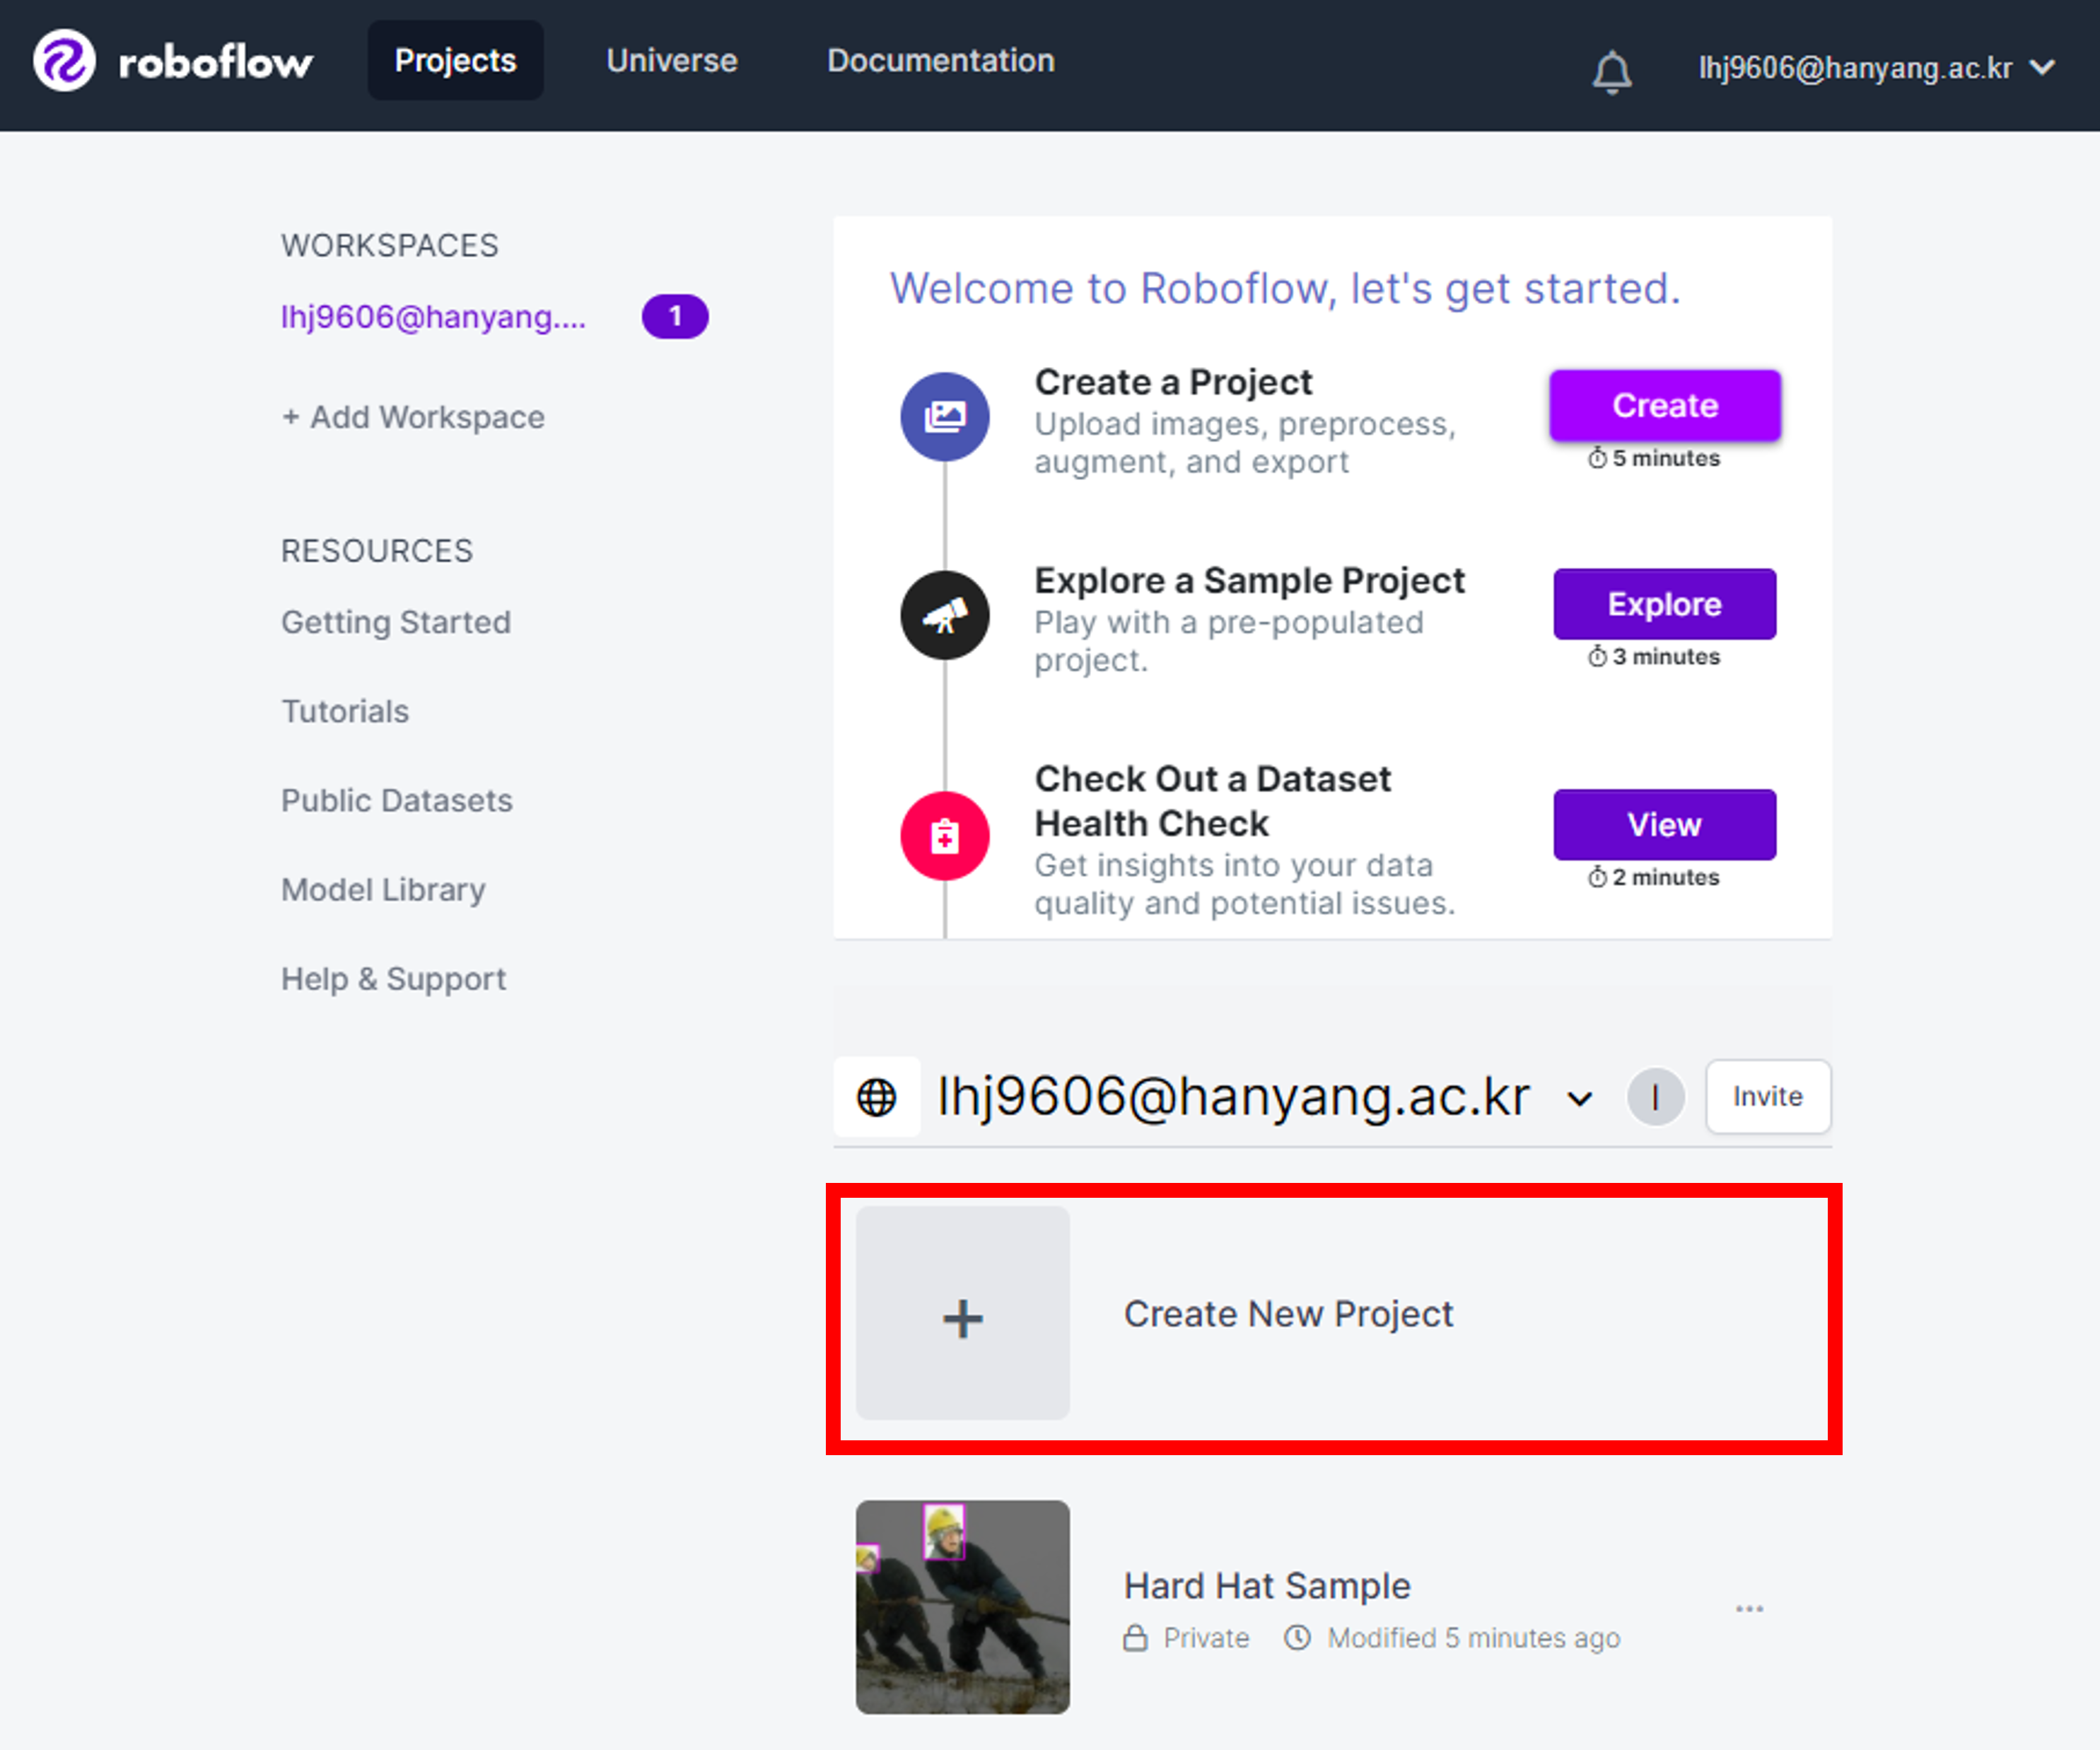 roboflow
Projects
Universe
Documentation
lhj9606@hanyang.ac.kr
WORKSPACES
lhj9606@hanyang....
1
+ Add Workspace
RESOURCES
Getting Started
Tutorials
Public Datasets
Model Library
Help & Support
Welcome to Roboflow, let's get started.
Create a Project
Upload images, preprocess,
augment, and export
Create
5 minutes
Explore a Sample Project
Play with a pre-populated
project.
Explore
3 minutes
Check Out a Dataset
Health Check
Get insights into your data
quality and potential issues.
View
2 minutes
lhj9606@hanyang.ac.kr
l
Invite
+
Create New Project
Hard Hat Sample
Private
Modified 5 minutes ago